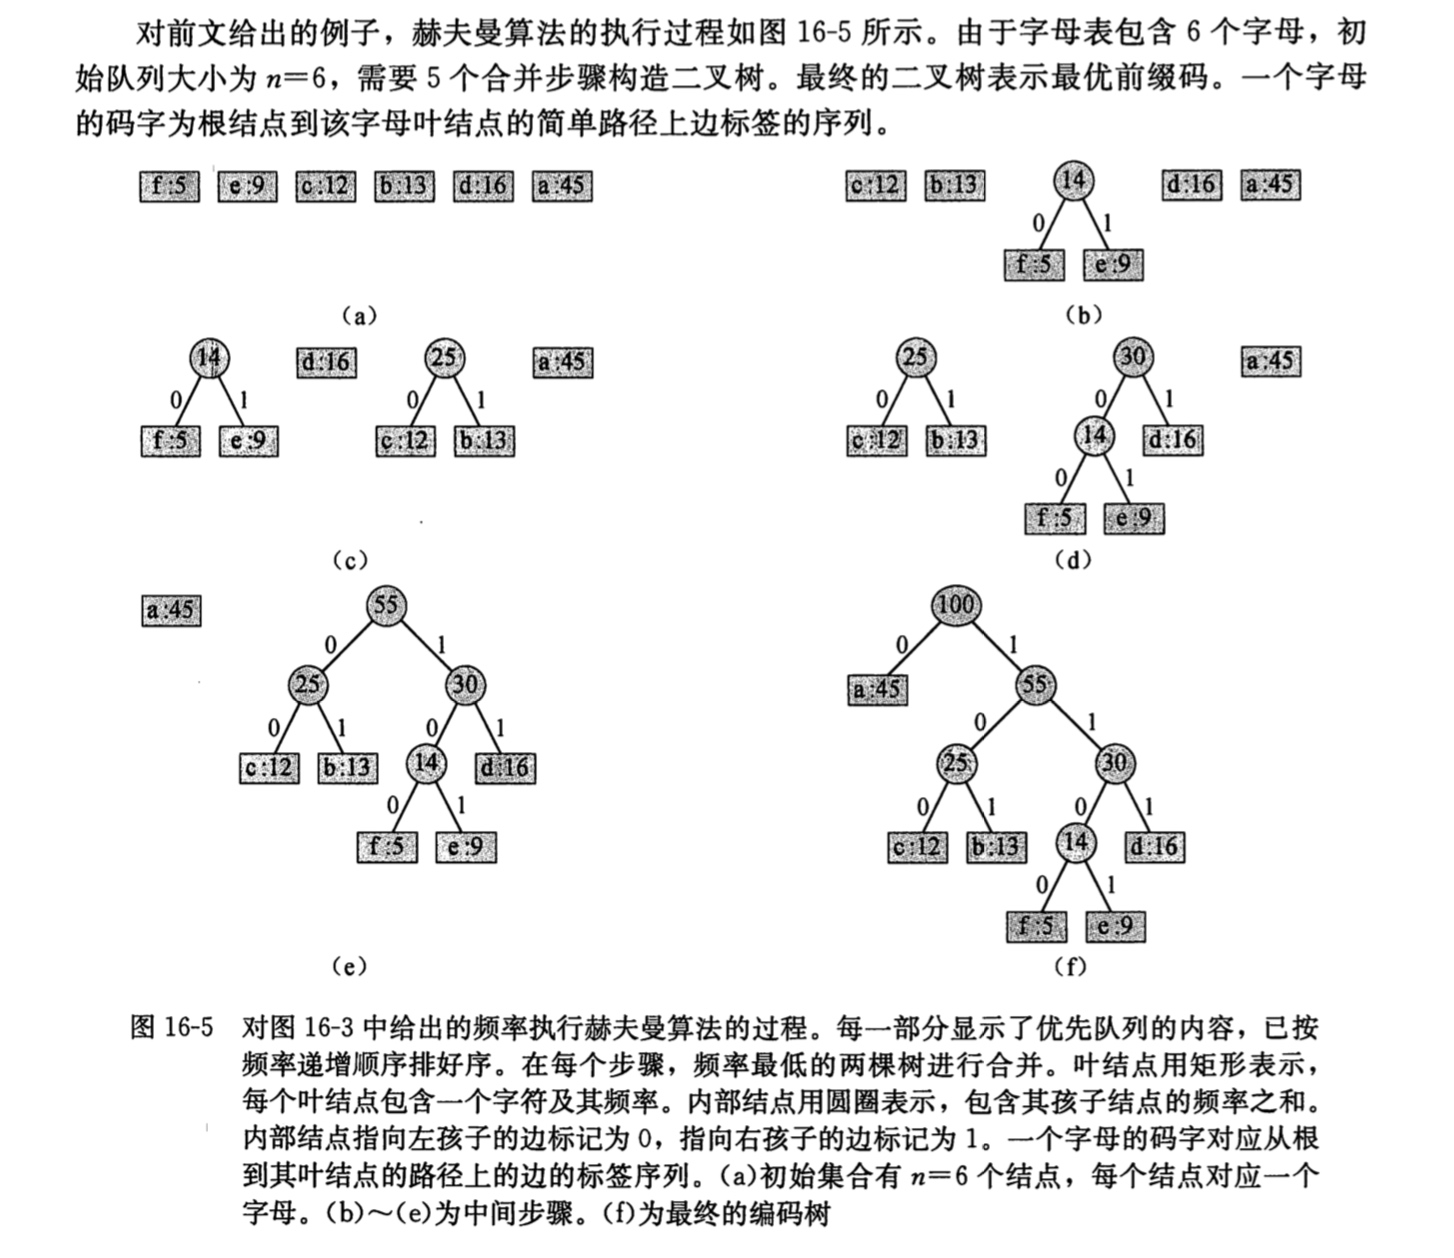 对前文给出的例子，赫夫曼算法的执行过程如图 16-5 所示。由于字母表包含 6 个字母，初
始队列大小为 n=6，需要 5 个合并步骤构造二叉树。最终的二叉树表示最优前缀码。一个字母
的码字为根结点到该字母叶结点的简单路径上边标签的序列。
f:5 e:9 c:12 b:13 d:16 a:45
(a)
c:12 b:13 14 d:16 a:45
0 1
f:5 e:9
(b)
14 d:16 25 a:45
0 1 0 1
f:5 e:9 c:12 b:13
(c)
25 30 a:45
0 1 0 1
c:12 b:13 14 d:16
0 1
f:5 e:9
(d)
a:45 55
0 1
25 30
0 1 0 1
c:12 b:13 14 d:16
0 1
f:5 e:9
(e)
100
0 1
a:45 55
0 1
25 30
0 1 0 1
c:12 b:13 14 d:16
0 1
f:5 e:9
(f)
图 16-5 对图 16-3 中给出的频率执行赫夫曼算法的过程。每一部分显示了优先队列的内容，已按
频率递增顺序排好序。在每个步骤，频率最低的两棵树进行合并。叶结点用矩形表示，
每个叶结点包含一个字符及其频率。内部结点用圆圈表示，包含其孩子结点的频率之和。
内部结点指向左孩子的边标记为 0，指向右孩子的边标记为 1。一个字母的码字对应从根
到其叶结点的路径上的边的标签序列。(a)初始集合有 n=6 个结点，每个结点对应一个
字母。(b)～(e)为中间步骤。(f)为最终的编码树